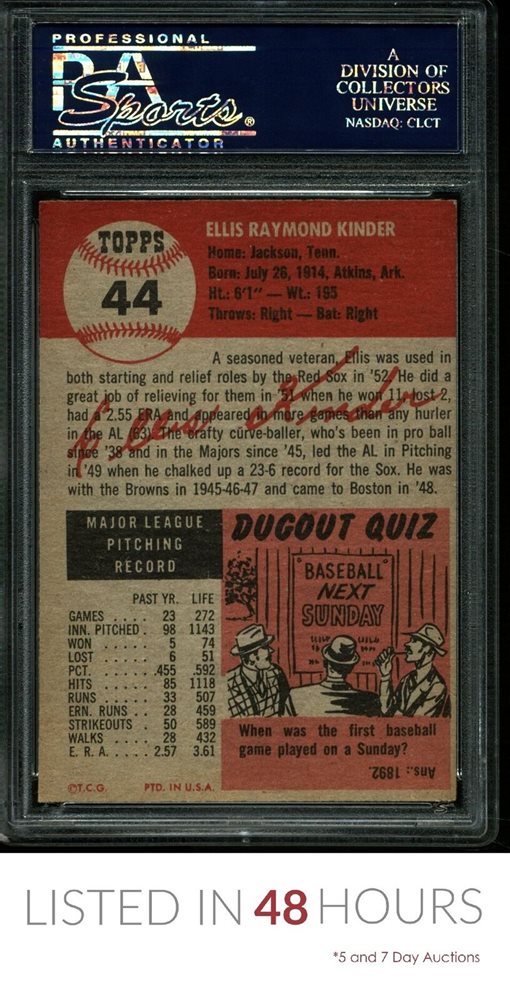 PROFESSIONAL
PSA
Sports®
AUTHENTICATOR
A
DIVISION OF
COLLECTORS
UNIVERSE
NASDAQ: CLCT
TOPPS
44
ELLIS RAYMOND KINDER
Home: Jackson, Tenn.
Born: July 26, 1914, Atkins, Ark.
Ht.: 6'1" — Wt.: 195
Throws: Right — Bat: Right
A seasoned veteran, Ellis was used in
both starting and relief roles by the Red Sox in '52. He did a
great job of relieving for them in '51 when he won 11, lost 2,
had a 2.55 ERA and appeared in more games than any hurler
in the AL (63). The crafty curve-baller, who's been in pro ball
since '38 and in the Majors since '45, led the AL in Pitching
in '49 when he chalked up a 23-6 record for the Sox. He was
with the Browns in 1945-46-47 and came to Boston in '48.
Ellis Kinder
MAJOR LEAGUE
PITCHING
RECORD
PAST YR. LIFE
GAMES .... 23 272
INN. PITCHED . 98 1143
WON ..... 5 74
LOST ..... 6 51
PCT. ..... .455 .592
HITS ..... 85 1118
RUNS ..... 33 507
ERN. RUNS .. 28 459
STRIKEOUTS . 50 589
WALKS .... 28 432
E. R. A. .... 2.57 3.61
©T.C.G. PTD. IN U.S.A.
DUGOUT QUIZ
BASEBALL
NEXT
SUNDAY
When was the first baseball
game played on a Sunday?
Ans.: 1892.
LISTED IN 48 HOURS
*5 and 7 Day Auctions